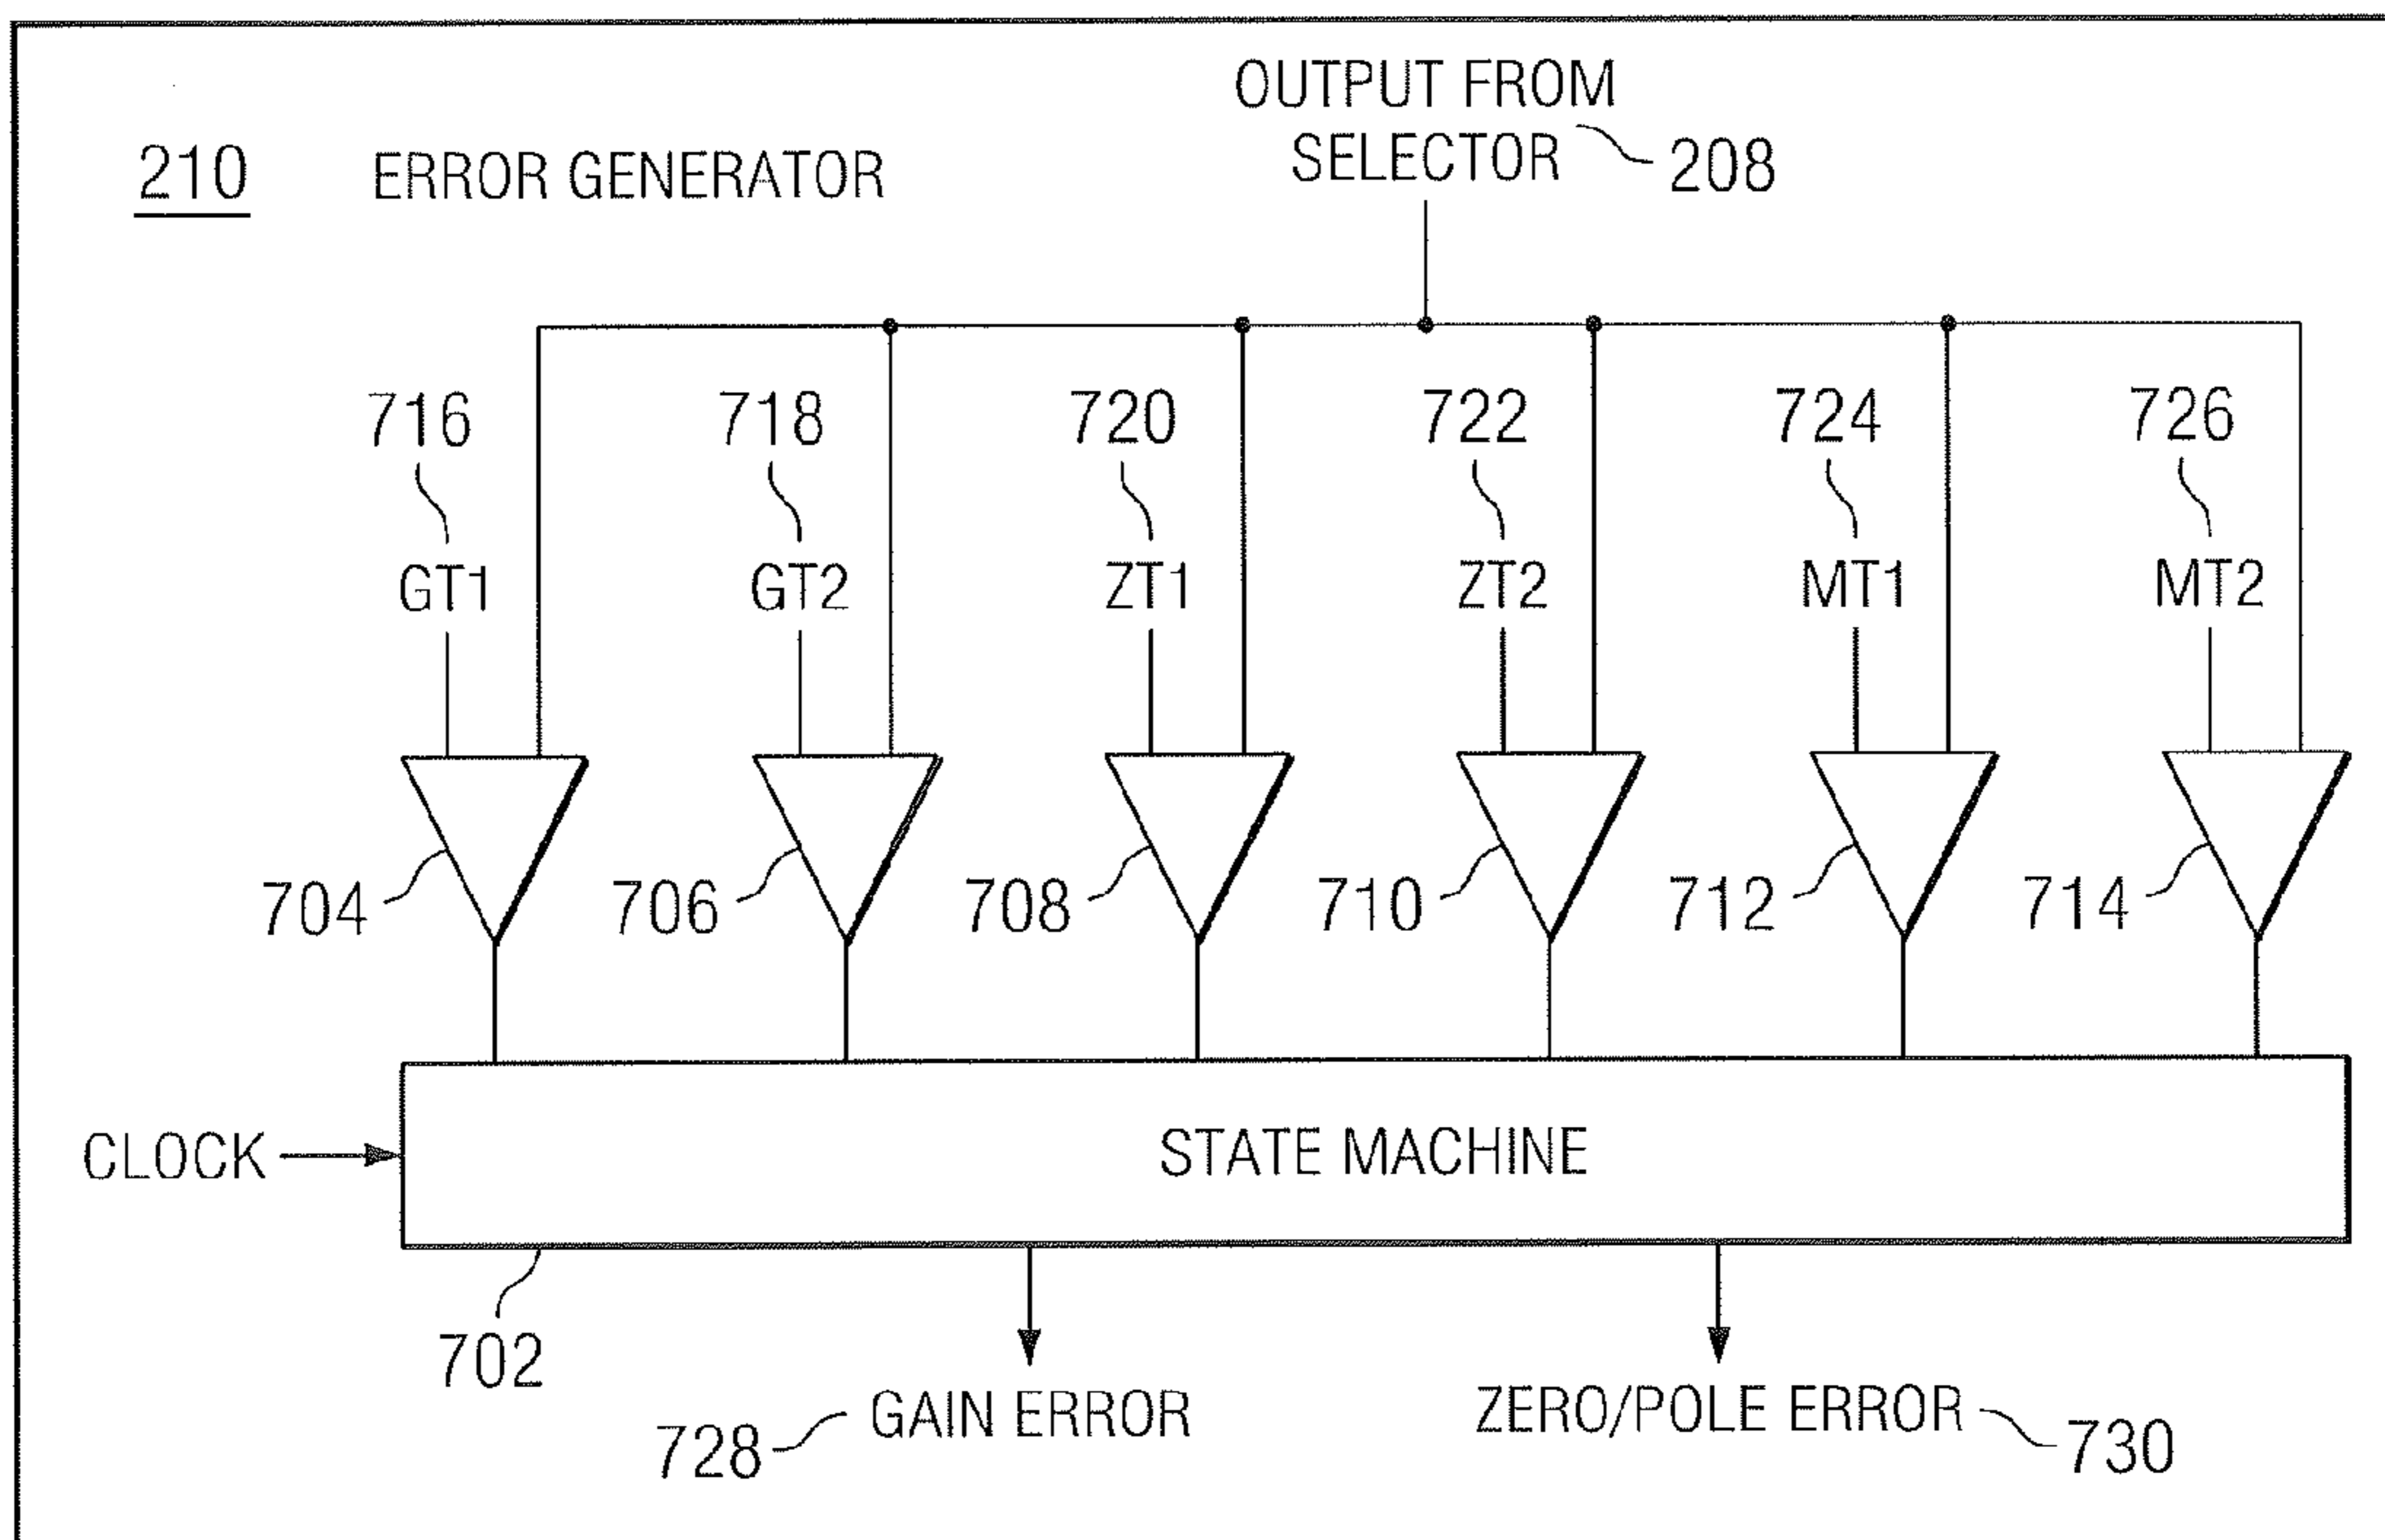 OUTPUT FROM
SELECTOR 208
210 ERROR GENERATOR
716 718 720 722 724 726
GT1 GT2 ZT1 ZT2 MT1 MT2
704 706 708 710 712 714
CLOCK STATE MACHINE
702
728 GAIN ERROR
ZERO/POLE ERROR 730